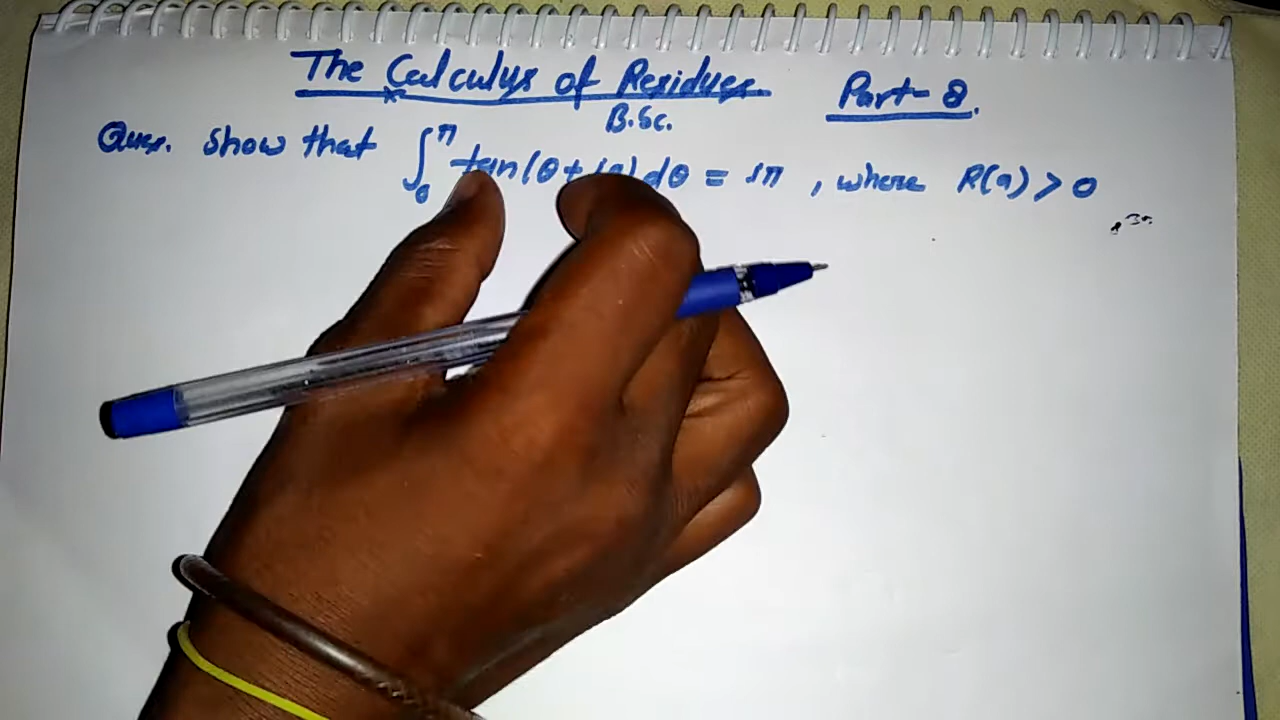 The Calculus of Residues. Part-8.
B.Sc.
Ques. Show that ∫₀^π tan(θ+ia) dθ = iπ, where R(a) > 0